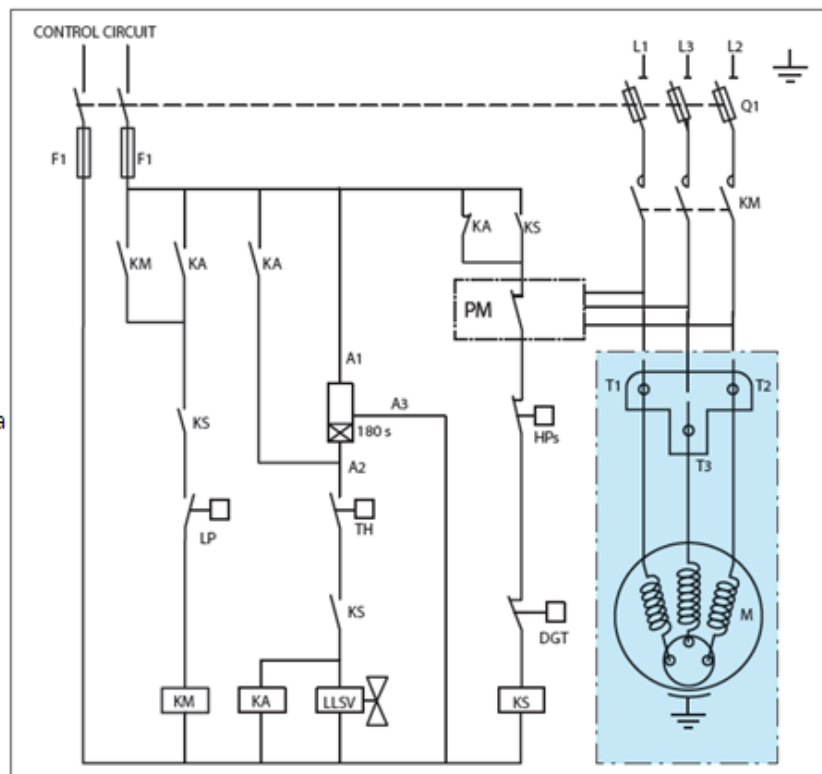 CONTROL CIRCUIT
L1 L3 L2
Q1
F1 F1
KM
KA KS
KM KA KA
PM
A1
T1 T2
A3
a
180 s
KS
HPs
A2
T3
TH
LP
KS
DGT
M
KM KA LLSV KS